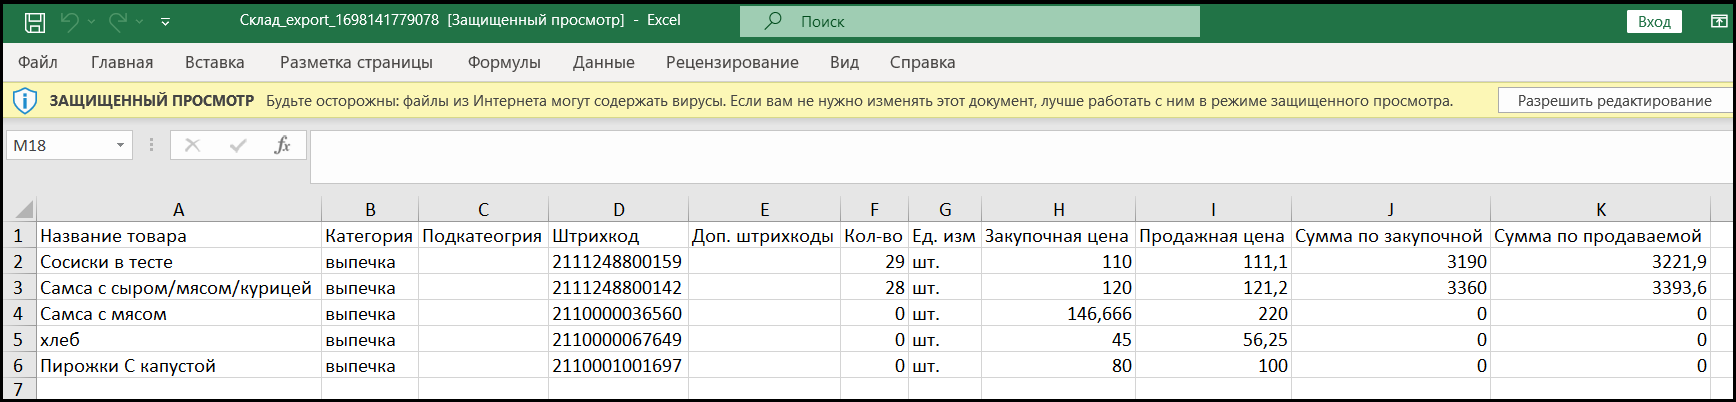 Склад_export_1698141779078 [Защищенный просмотр] - Excel
Поиск
Вход
Файл Главная Вставка Разметка страницы Формулы Данные Рецензирование Вид Справка
ЗАЩИЩЕННЫЙ ПРОСМОТР Будьте осторожны: файлы из Интернета могут содержать вирусы. Если вам не нужно изменять этот документ, лучше работать с ним в режиме защищенного просмотра. Разрешить редактирование
M18 fx
A B C D E F G H I J K
1 Название товара Категория Подкатеогрия Штрихкод Доп. штрихкоды Кол-во Ед. изм Закупочная цена Продажная цена Сумма по закупочной Сумма по продаваемой
2 Сосиски в тесте выпечка 2111248800159 29 шт. 110 111,1 3190 3221,9
3 Самса с сыром/мясом/курицей выпечка 2111248800142 28 шт. 120 121,2 3360 3393,6
4 Самса с мясом выпечка 2110000036560 0 шт. 146,666 220 0 0
5 хлеб выпечка 2110000067649 0 шт. 45 56,25 0 0
6 Пирожки С капустой выпечка 2110001001697 0 шт. 80 100 0 0
7